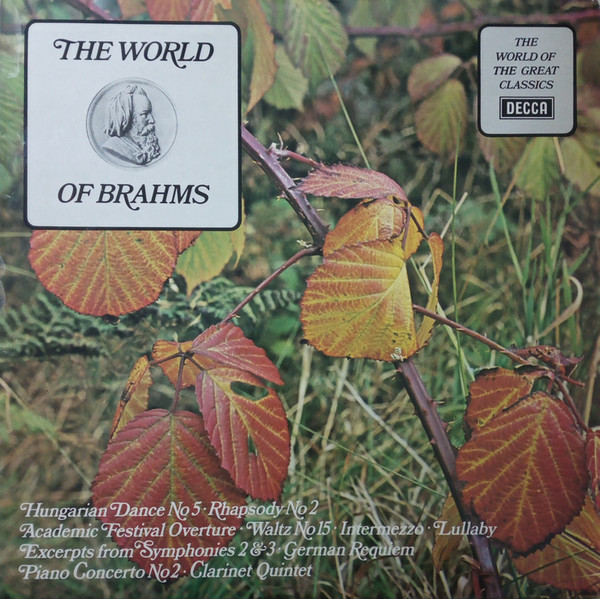 THE WORLD
OF BRAHMS
THE
WORLD OF
THE GREAT
CLASSICS
DECCA
Hungarian Dance No 5 · Rhapsody No 2
Academic Festival Overture · Waltz No 15 · Intermezzo · Lullaby
Excerpts from Symphonies 2 & 3 · German Requiem
Piano Concerto No 2 · Clarinet Quintet